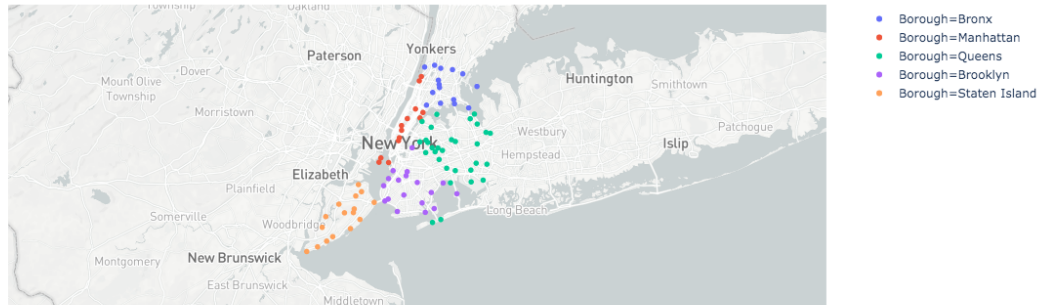 Township
Oakland
Yonkers
Paterson
Dover
Mount Olive
Township
Huntington
Smithtown
Morristown
Patchogue
Westbury
New York
Islip
Hempstead
Elizabeth
Plainfield
Long Beach
Somerville
Woodbridge
New Brunswick
Montgomery
East Brunswick
Middletown
Borough=Bronx
Borough=Manhattan
Borough=Queens
Borough=Brooklyn
Borough=Staten Island